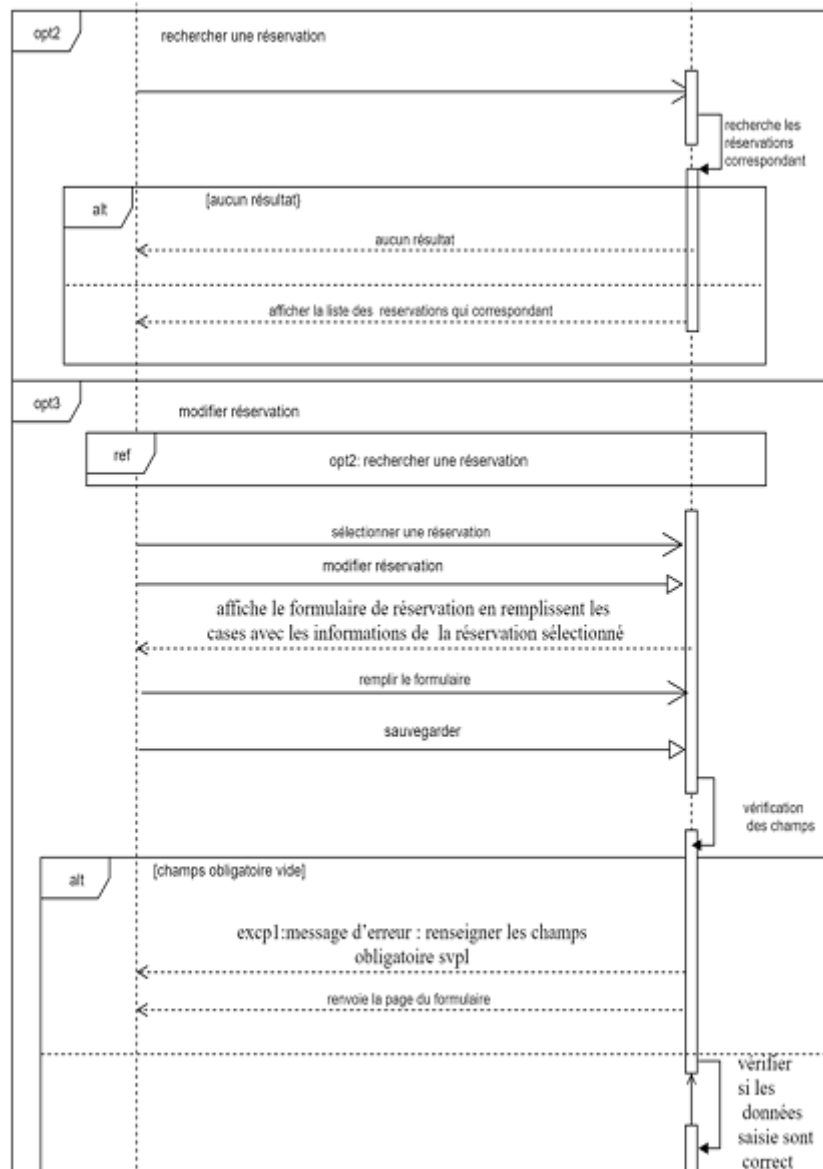 opt2
rechercher une réservation
recherche les
réservations
correspondant
alt
[aucun résultat}
aucun résultat
afficher la liste des reservations qui correspondant
opt3
modifier réservation
ref
opt2: rechercher une réservation
sélectionner une réservation
modifier réservation
affiche le formulaire de réservation en remplissent les
cases avec les informations de la réservation sélectionné
remplir le formulaire
sauvegarder
vérification
des champs
alt
[champs obligatoire vide]
excp1:message d'erreur : renseigner les champs
obligatoire svpl
renvoie la page du formulaire
vérifier
si les
données
saisie sont
correct